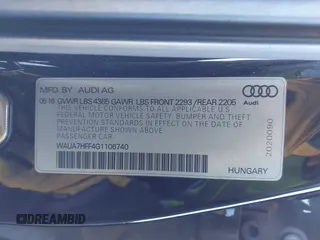 MFD. BY AUDI AG
05 16 GVWR LBS 4365 GAWR LBS FRONT 2293 /REAR 2205
THIS VEHICLE CONFORMS TO ALL APPLICABLE U.S.
FEDERAL MOTOR VEHICLE SAFETY, BUMPER AND THEFT
PREVENTION STANDARDS IN EFFECT
ON THE DATE OF MANUFACTURE SHOWN ABOVE.
PASSENGER CAR
WAUA7HFF4G1106740
Audi
2020090
HUNGARY
DREAMBID